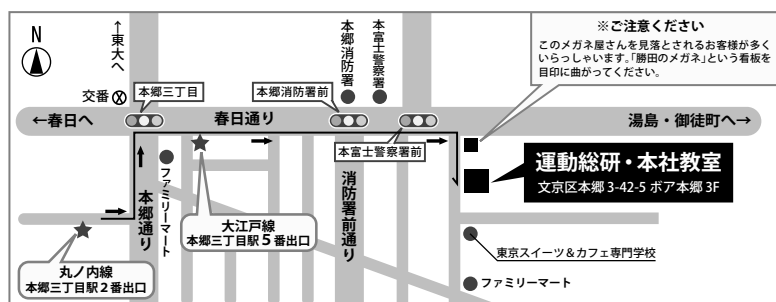 N
↑東大へ
交番
本郷三丁目
本郷消防署前
本郷消防署
本富士警察署
※ご注意ください
このメガネ屋さんを見落とされるお客様が多く
いらっしゃいます。「勝田のメガネ」という看板を
目印に曲がってください。
←春日へ
春日通り
湯島・御徒町へ→
本富士警察署前
運動総研・本社教室
文京区本郷 3-42-5 ボア本郷 3F
本郷通り
ファミリーマート
大江戸線
本郷三丁目駅 5 番出口
消防署前通り
丸ノ内線
本郷三丁目駅 2 番出口
東京スイーツ&カフェ専門学校
ファミリーマート